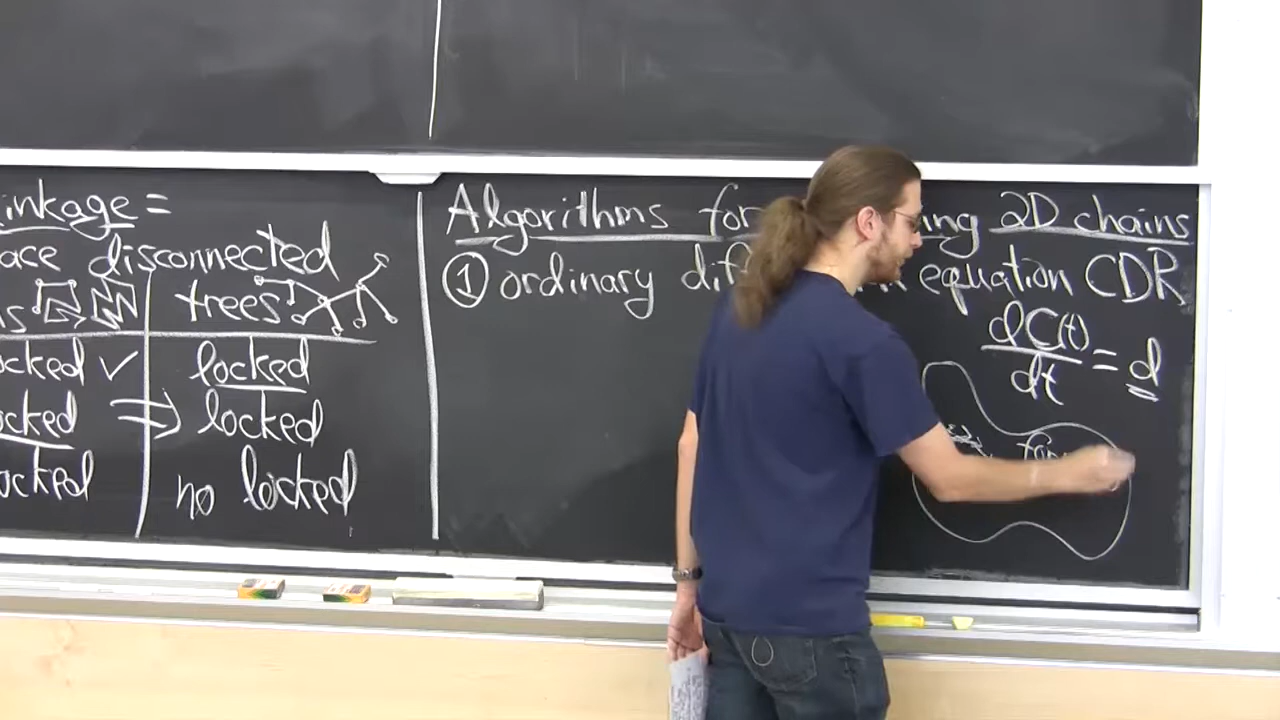 inkage =
ace disconnected
trees
ocked ✓
locked
ocked ⇒
locked
ocked
no locked
Algorithms for ing 2D chains
① ordinary dif equation CDR
dC(t)
dt = d